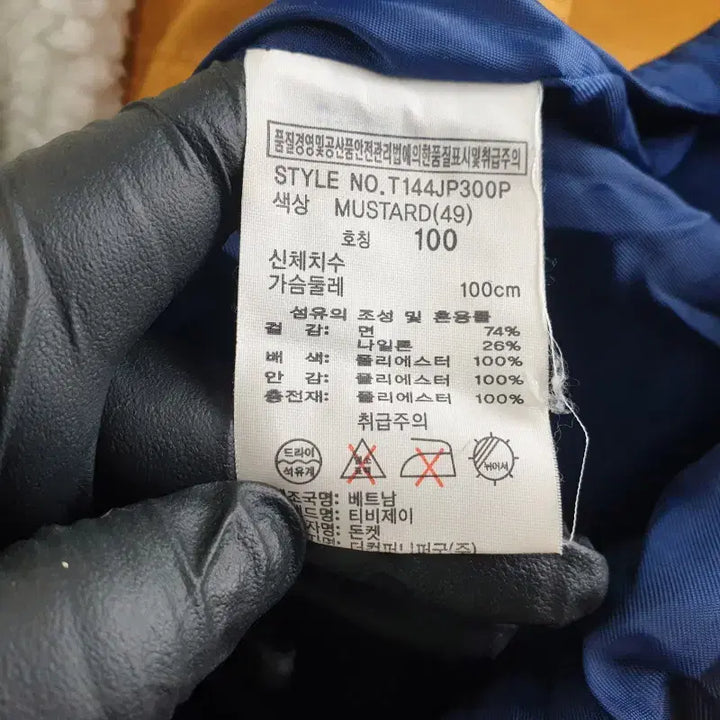 품질경영및공산품안전관리법에의한품질표시및취급주의
STYLE NO.T144JP300P
색상 MUSTARD(49)
호칭 100
신체치수
가슴둘레 100cm
섬유의 조성 및 혼용률
겉 감: 면 74%
나일론 26%
배 색: 폴리에스터 100%
안 감: 폴리에스터 100%
충전재: 폴리에스터 100%
취급주의
드라이
석유계
뉘어서
조국명: 베트남
드명: 티비제이
자명: 돈켓